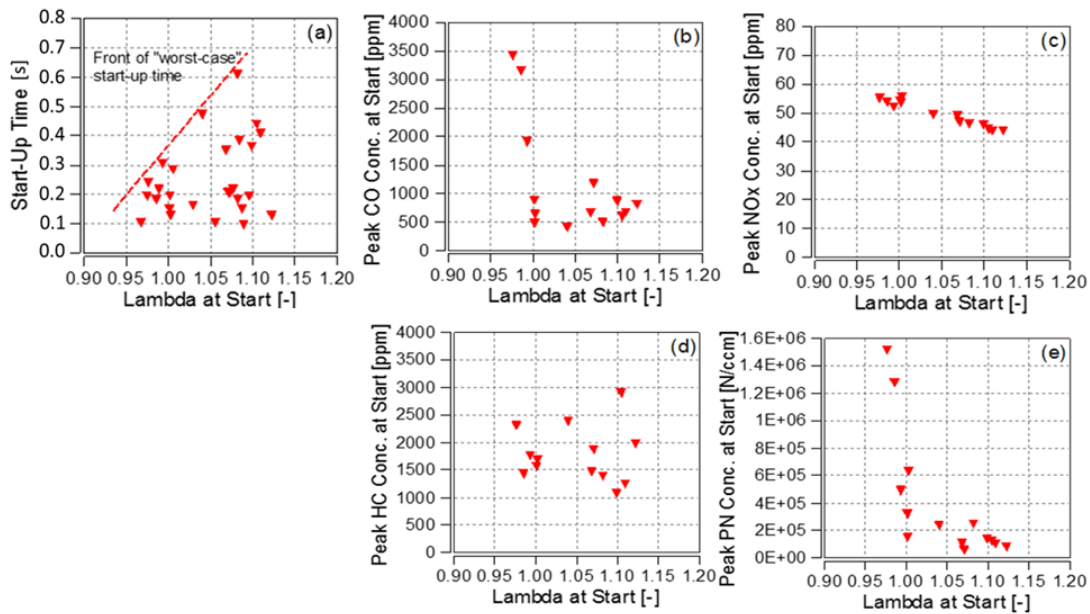 (a)
Start-Up Time [s]
0.8
0.7
0.6
0.5
0.4
0.3
0.2
0.1
0.0
Front of "worst-case"
start-up time
0.90 0.95 1.00 1.05 1.10 1.15 1.20
Lambda at Start [-]
(b)
Peak CO Conc. at Start [ppm]
4000
3500
3000
2500
2000
1500
1000
500
0
0.90 0.95 1.00 1.05 1.10 1.15 1.20
Lambda at Start [-]
(c)
Peak NOx Conc. at Start [ppm]
80
70
60
50
40
30
20
10
0
0.90 0.95 1.00 1.05 1.10 1.15 1.20
Lambda at Start [-]
(d)
Peak HC Conc. at Start [ppm]
4000
3500
3000
2500
2000
1500
1000
500
0
0.90 0.95 1.00 1.05 1.10 1.15 1.20
Lambda at Start [-]
(e)
Peak PN Conc. at Start [N/ccm]
1.6E+06
1.4E+06
1.2E+06
1E+06
8E+05
6E+05
4E+05
2E+05
0E+00
0.90 0.95 1.00 1.05 1.10 1.15 1.20
Lambda at Start [-]